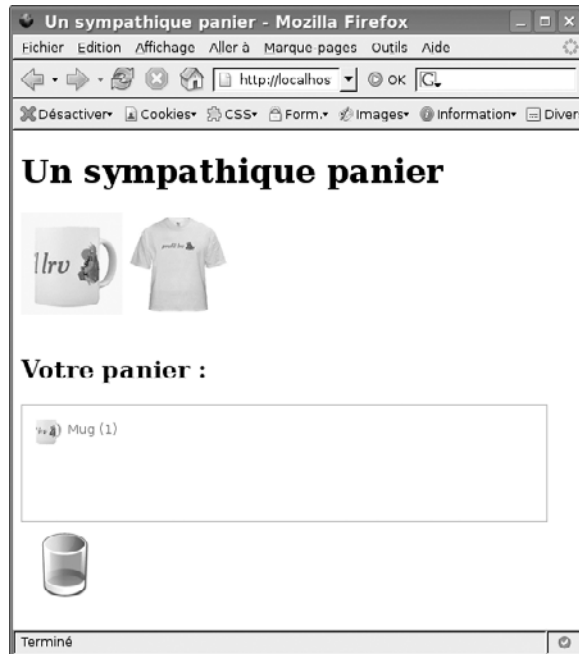 Un sympathique panier - Mozilla Firefox
Fichier Edition Affichage Aller à Marque-pages Outils Aide
http://localhos OK G
Désactiver Cookies CSS Form. Images Information Diver
Un sympathique panier
lrv
Votre panier :
Mug (1)
Terminé